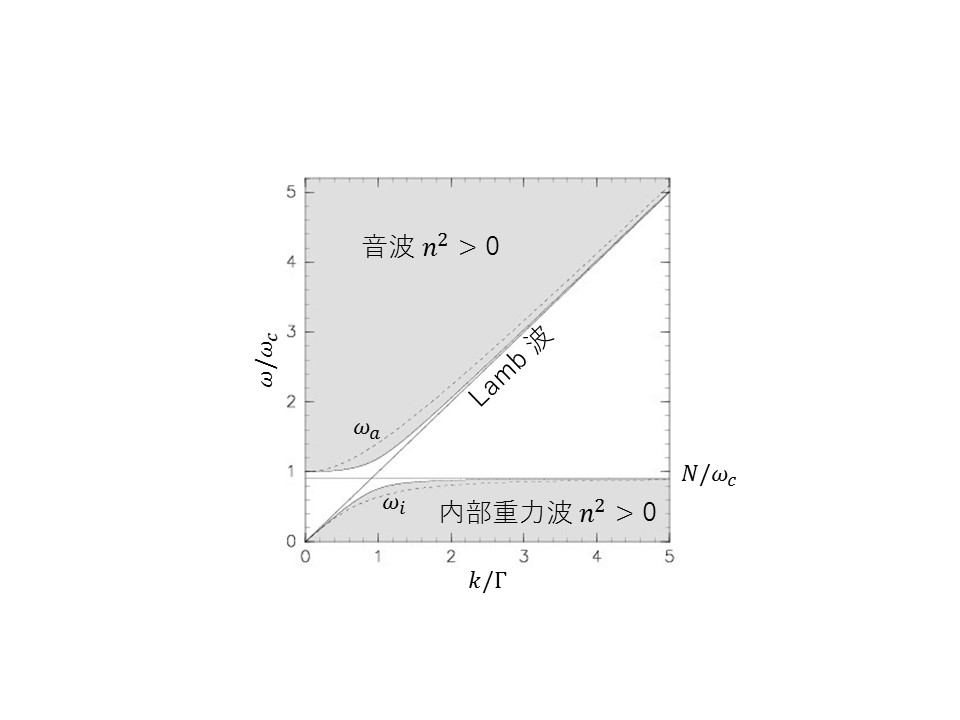 5
音波 n² > 0
4
3
ω/ω_c
Lamb 波
2
ω_a
1
N/ω_c
ω_i
内部重力波 n² > 0
0
0 1 2 3 4 5
k/Γ